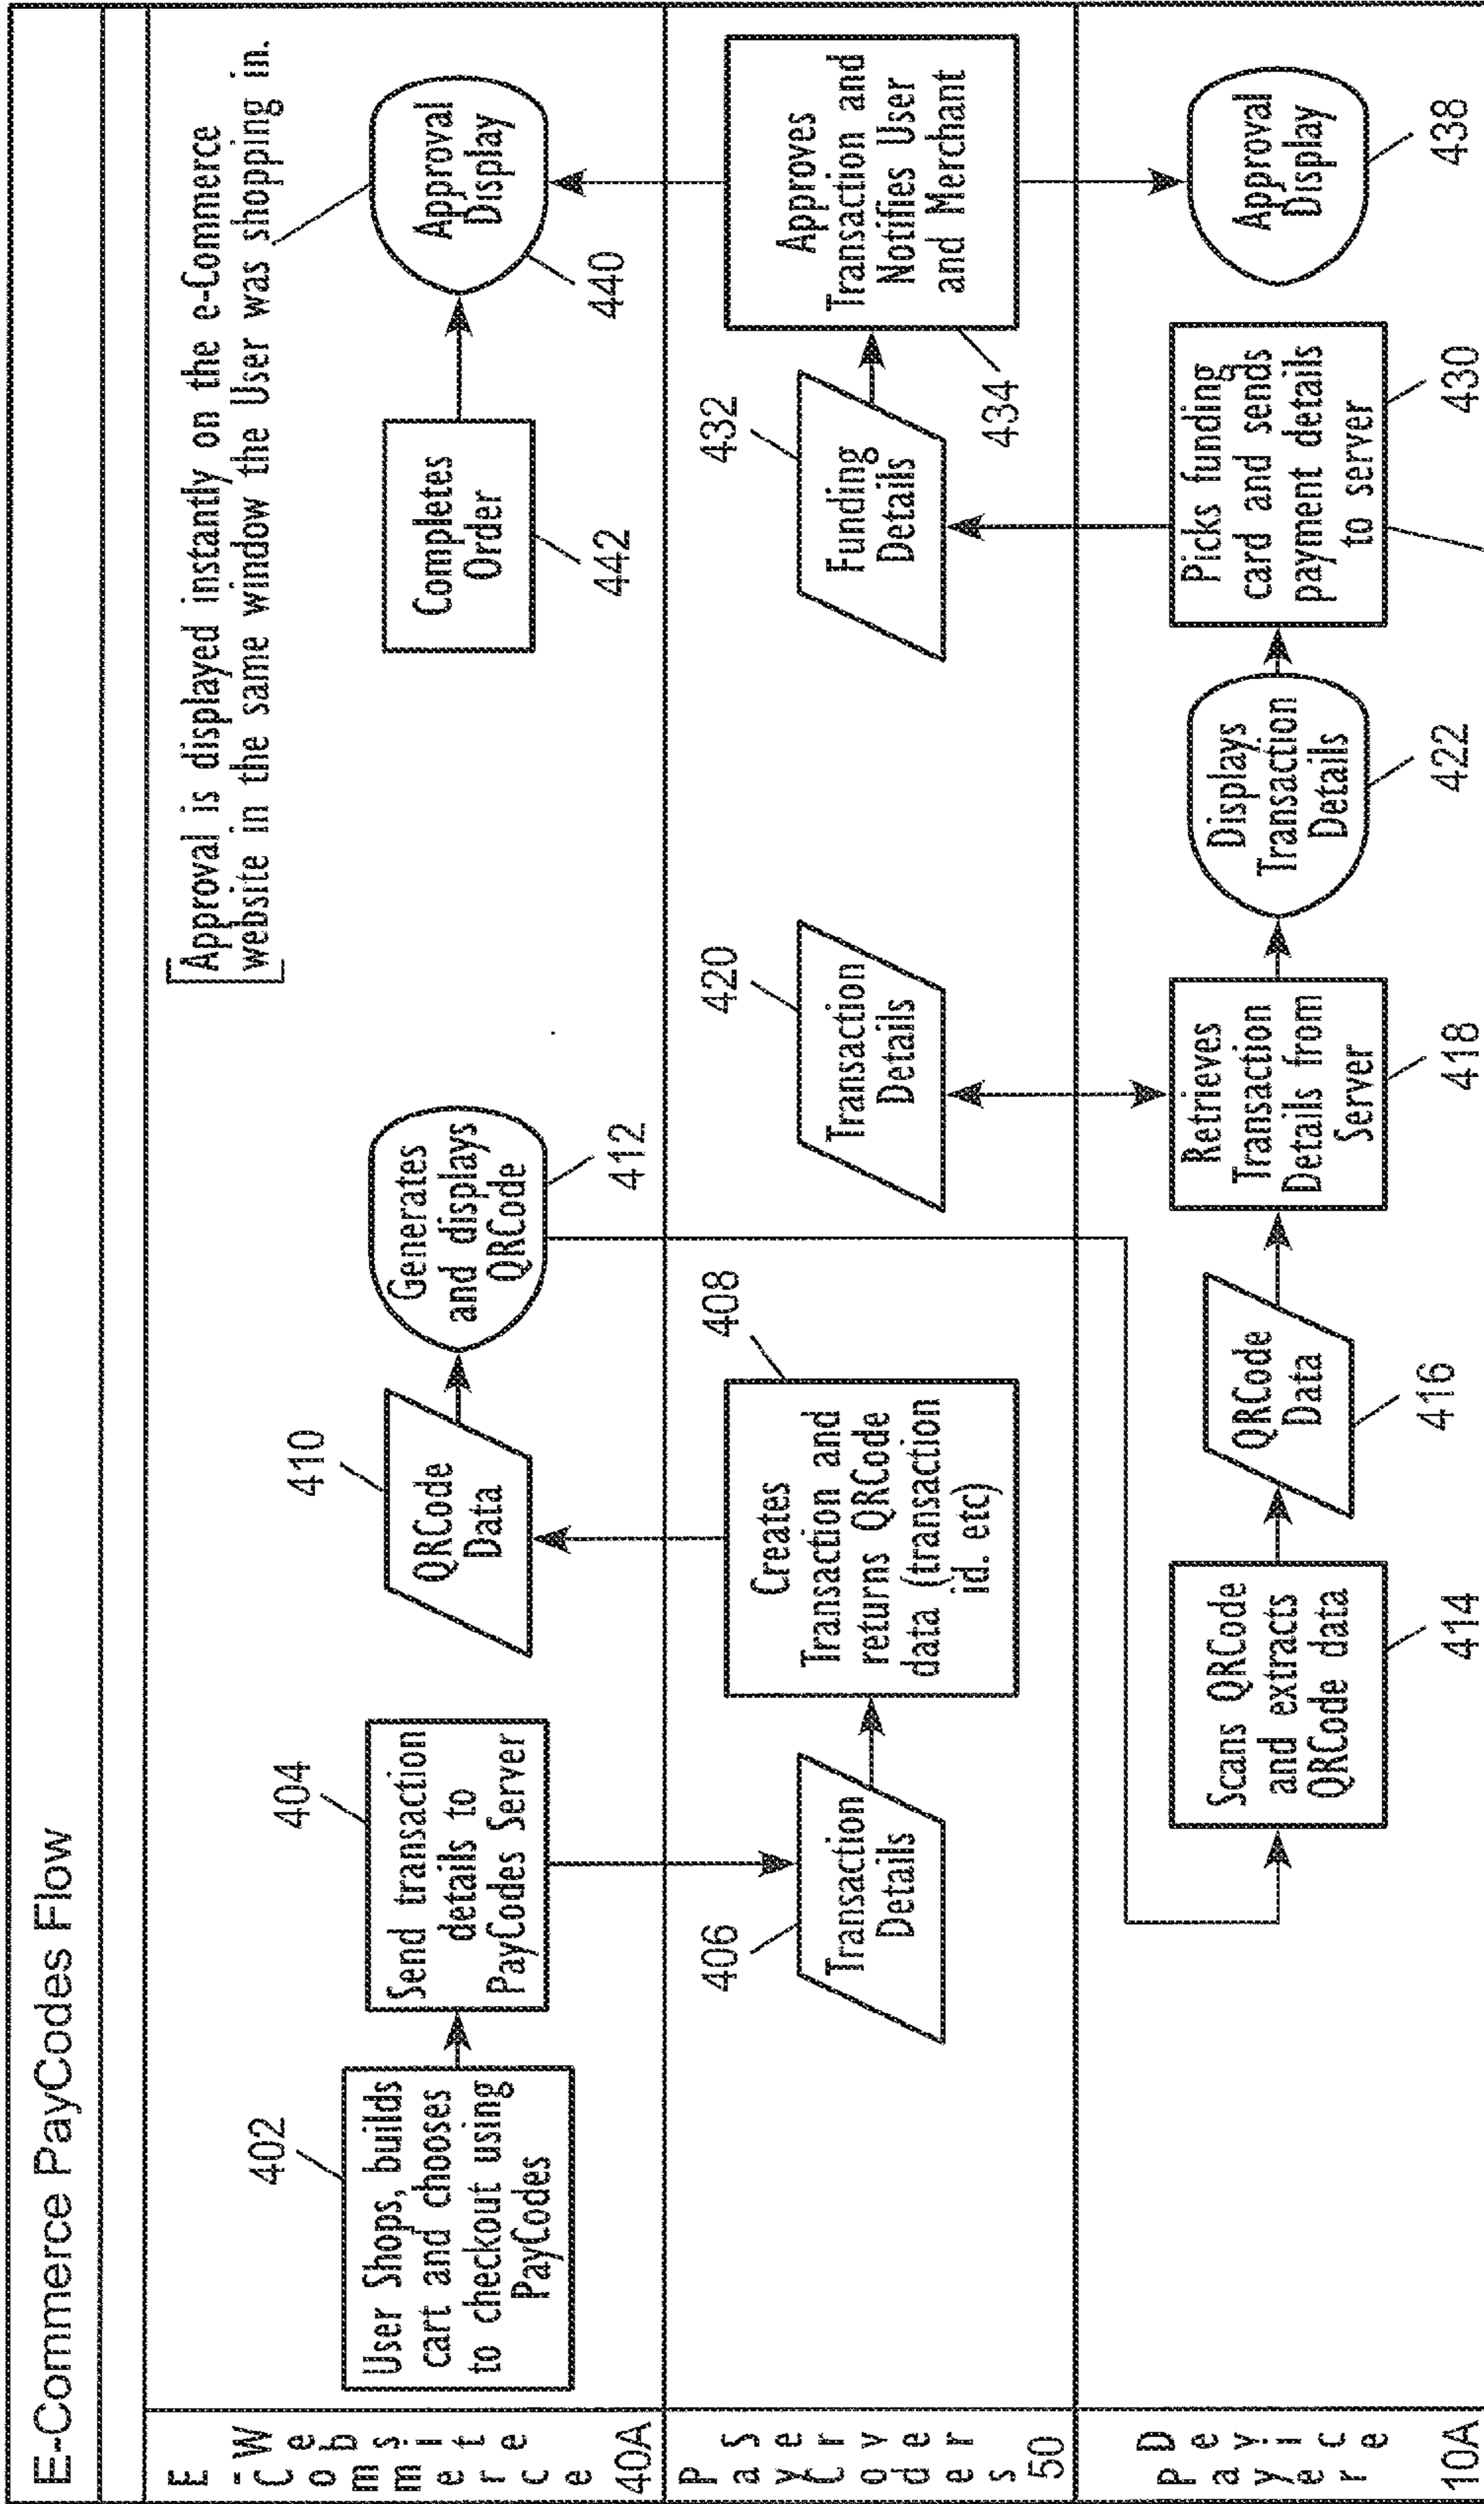 E-Commerce PayCodes Flow
E-Commerce
Website
40A
402
User Shops, builds
cart and chooses
to checkout using
PayCodes
404
Send transaction
details to
PayCodes Server
410
QRCode
Data
Generates
and displays
QRCode
412
[Approval is displayed instantly on the e-Commerce
website in the same window the User was shopping in.
Completes
Order
442
Approval
Display
440
PayCodes
Server
50
406
Transaction
Details
408
Creates
Transaction and
returns QRCode
data (transaction
id. etc)
420
Transaction
Details
432
Funding
Details
434
Approves
Transaction and
Notifies User
and Merchant
Payer
Device
10A
Scans QRCode
and extracts
QRCode data
414
QRCode
Data
416
Retrieves
Transaction
Details from
Server
418
Displays
Transaction
Details
422
Picks funding
card and sends
payment details
to server
430
Approval
Display
438